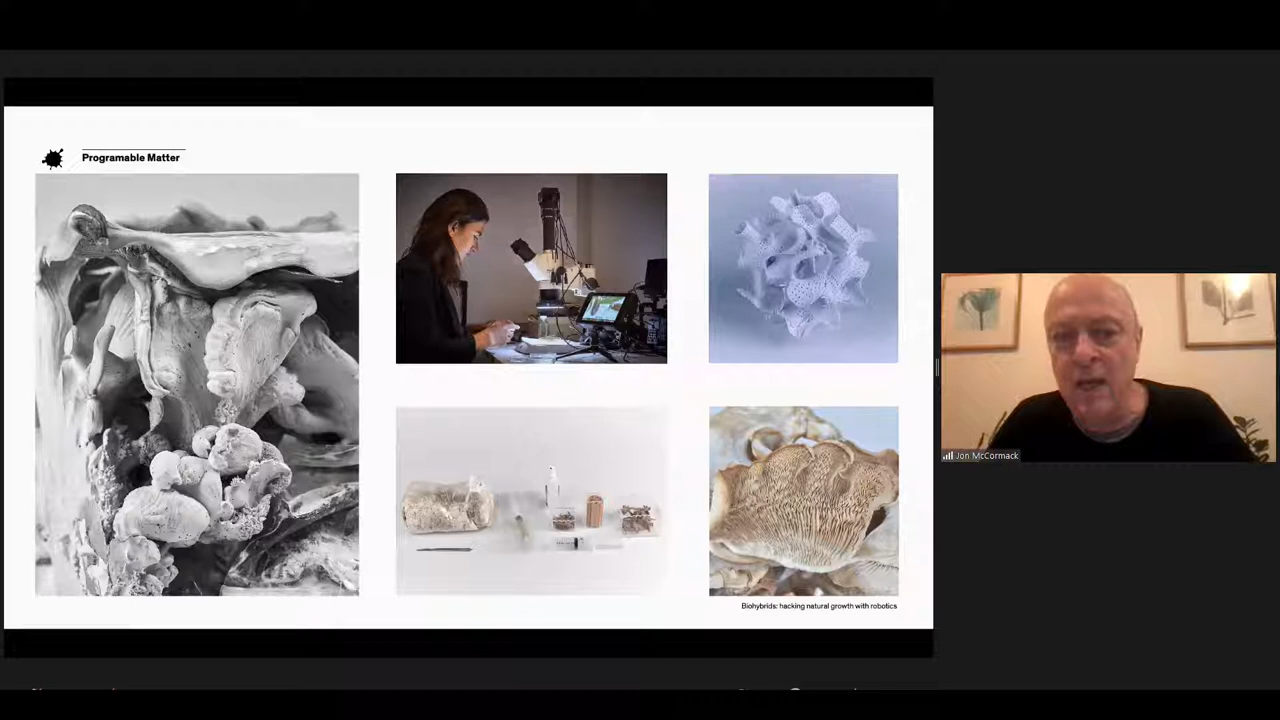 Programable Matter
Jon McCormack
Biohybrids: hacking natural growth with robotics